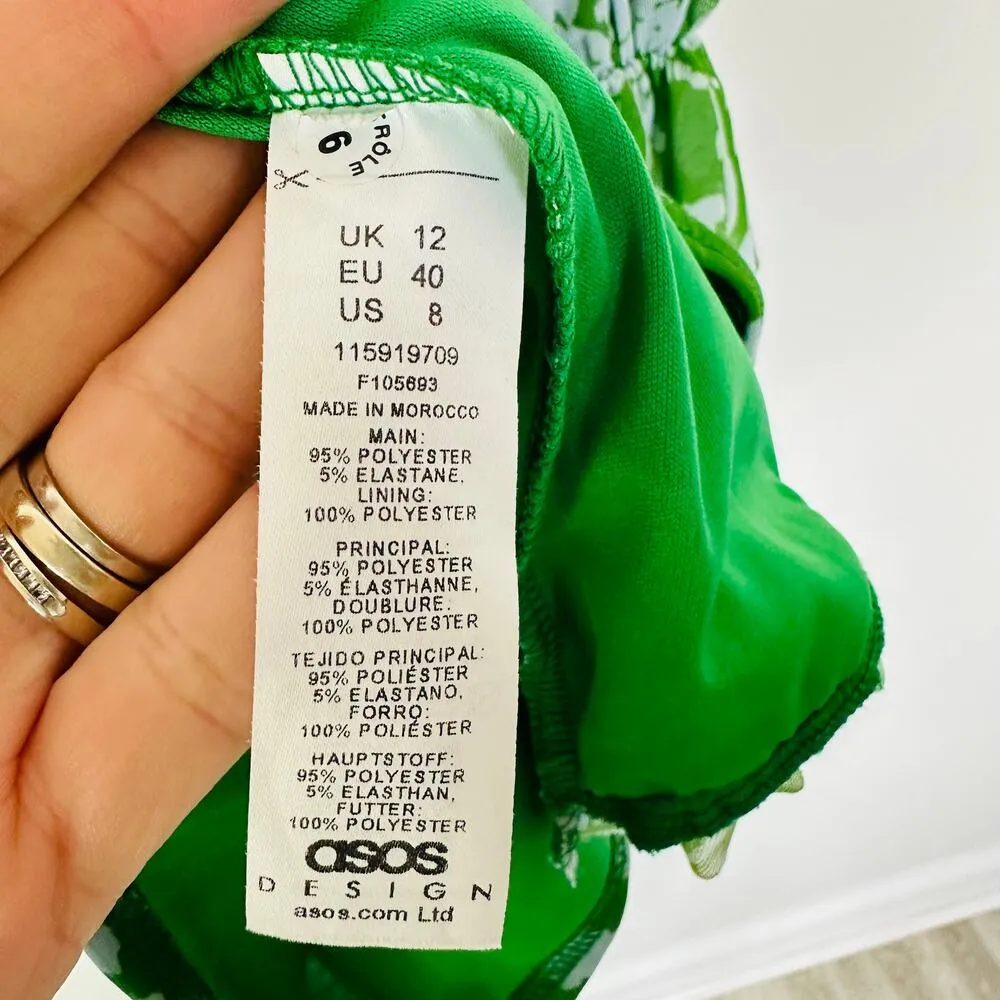 6
RÔLE
UK 12
EU 40
US 8
115919709
F105693
MADE IN MOROCCO
MAIN:
95% POLYESTER
5% ELASTANE,
LINING:
100% POLYESTER
PRINCIPAL:
95% POLYESTER
5% ÉLASTHANNE,
DOUBLURE:
100% POLYESTER
TEJIDO PRINCIPAL:
95% POLIÉSTER
5% ELASTANO,
FORRO:
100% POLIÉSTER
HAUPTSTOFF:
95% POLYESTER
5% ELASTHAN,
FUTTER:
100% POLYESTER
asos
DESIGN
asos.com Ltd